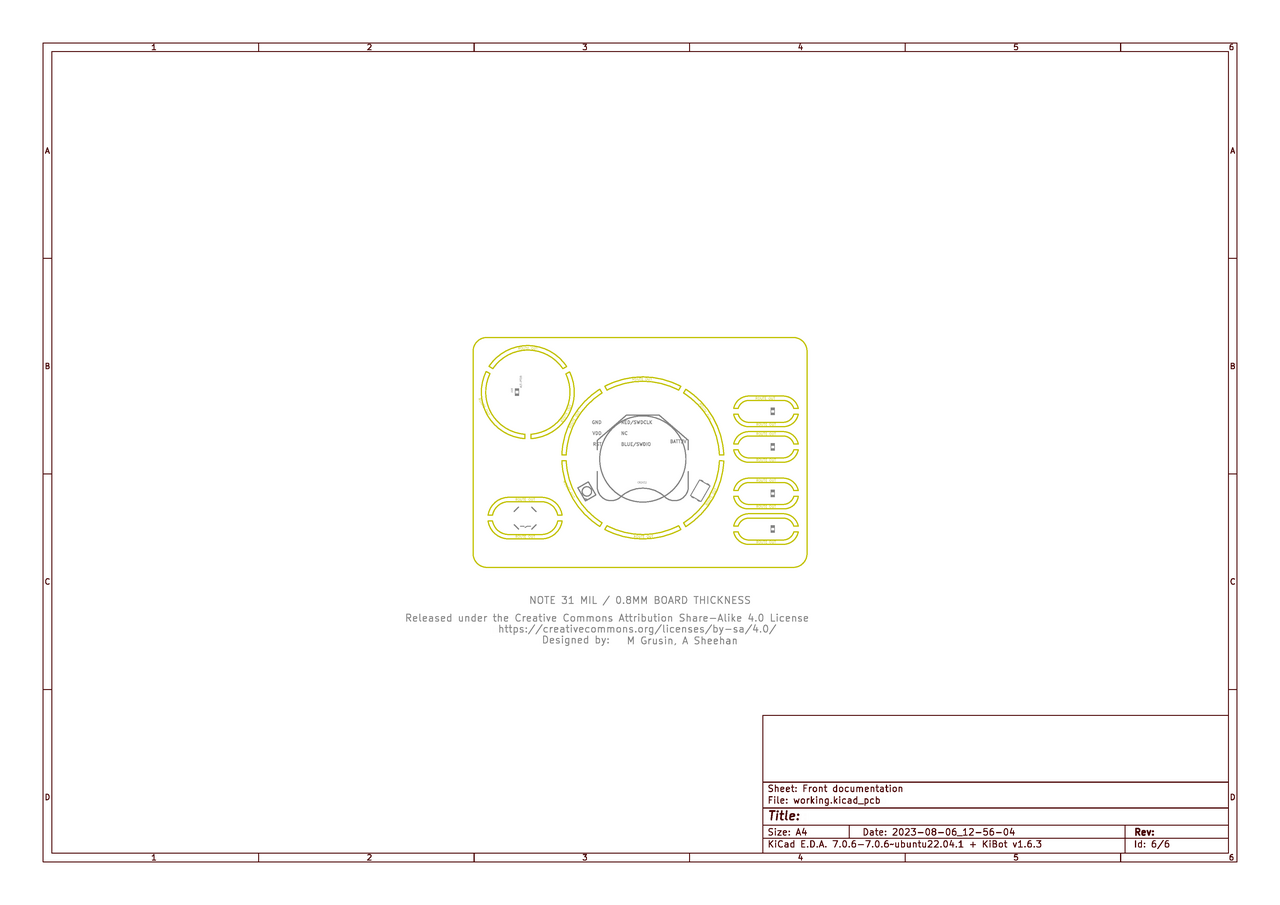 1 2 3 4 5 6
A A
B B
GND RED/SWDCLK
VDD NC
RST BLUE/SWDIO
C C
NOTE 31 MIL / 0.8MM BOARD THICKNESS
Released under the Creative Commons Attribution Share-Alike 4.0 License
https://creativecommons.org/licenses/by-sa/4.0/
Designed by: M Grusin, A Sheehan
Sheet: Front documentation
File: working.kicad_pcb
D D
Title:
Size: A4 Date: 2023-08-06_12-56-04 Rev:
KiCad E.D.A. 7.0.6-7.0.6~ubuntu22.04.1 + KiBot v1.6.3 Id: 6/6
1 2 3 4 5 6